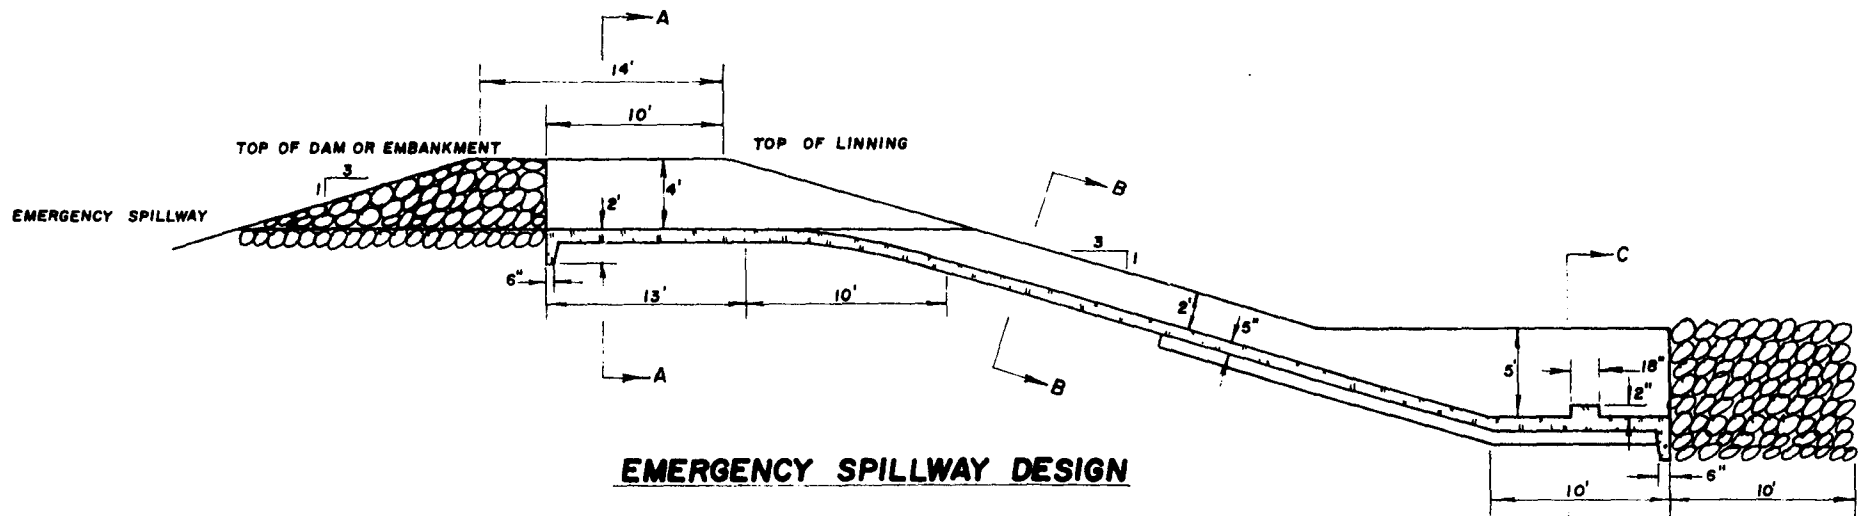 A
14'
10'
TOP OF DAM OR EMBANKMENT
TOP OF LINNING
3
1
4'
B
EMERGENCY SPILLWAY
2'
3
1
C
6"
13'
10'
2'
5"
A
B
5'
18"
2"
EMERGENCY SPILLWAY DESIGN
6"
10'
10'